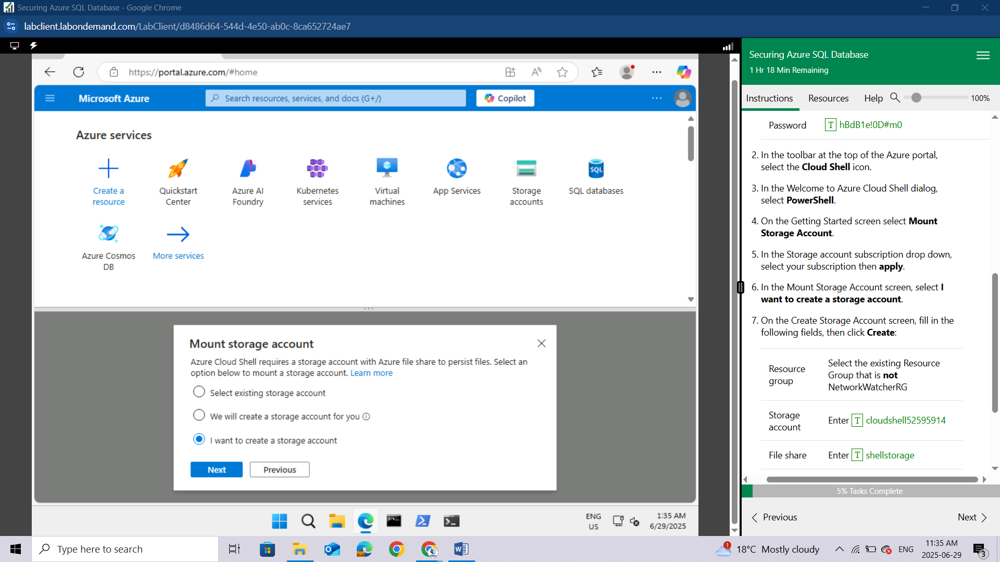 Securing Azure SQL Database - Google Chrome
labclient.labondemand.com/LabClient/d8486d64-544d-4e50-ab0c-8ca652724ae7
https://portal.azure.com/#home
Microsoft Azure
Search resources, services, and docs (G+/)
Copilot
Azure services
Create a
resource
Quickstart
Center
Azure AI
Foundry
Kubernetes
services
Virtual
machines
App Services
Storage
accounts
SQL
SQL databases
Azure Cosmos
DB
More services
Mount storage account
Azure Cloud Shell requires a storage account with Azure file share to persist files. Select an
option below to mount a storage account. Learn more
Select existing storage account
We will create a storage account for you
I want to create a storage account
Next
Previous
ENG
US
1:35 AM
6/29/2025
Securing Azure SQL Database
1 Hr 18 Min Remaining
Instructions
Resources
Help
100%
Password
T hBdB1e!0D#m0
2. In the toolbar at the top of the Azure portal,
select the Cloud Shell icon.
3. In the Welcome to Azure Cloud Shell dialog,
select PowerShell.
4. On the Getting Started screen select Mount
Storage Account.
5. In the Storage account subscription drop down,
select your subscription then apply.
6. In the Mount Storage Account screen, select I
want to create a storage account.
7. On the Create Storage Account screen, fill in the
following fields, then click Create:
Resource
group
Select the existing Resource
Group that is not
NetworkWatcherRG
Storage
account
Enter T cloudshell52595914
File share
Enter T shellstorage
5% Tasks Complete
Previous
Next
Type here to search
1
18°C Mostly cloudy
ENG
11:35 AM
2025-06-29
3